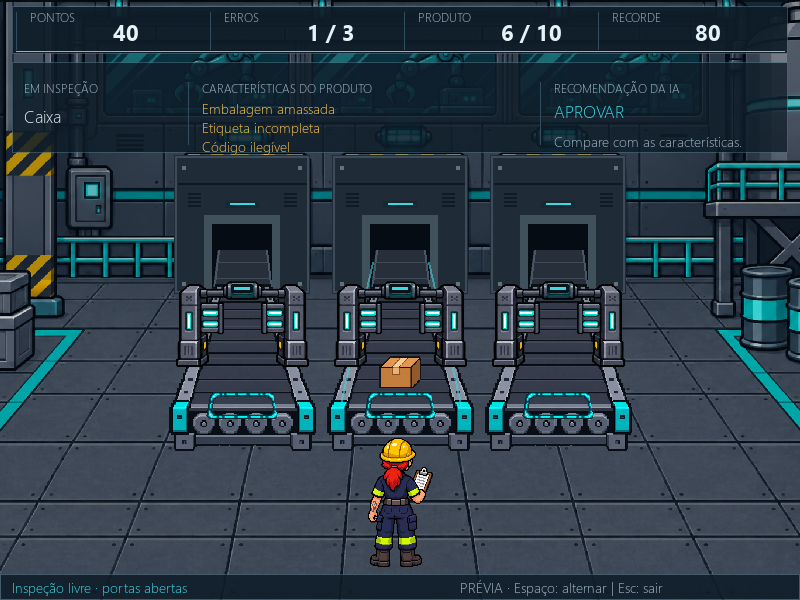 PONTOS
40
ERROS
1 / 3
PRODUTO
6 / 10
RECORDE
80
EM INSPEÇÃO
Caixa
CARACTERÍSTICAS DO PRODUTO
Embalagem amassada
Etiqueta incompleta
Código ilegível
RECOMENDAÇÃO DA IA
APROVAR
Compare com as características.
Inspeção livre · portas abertas
PRÉVIA · Espaço: alternar | Esc: sair